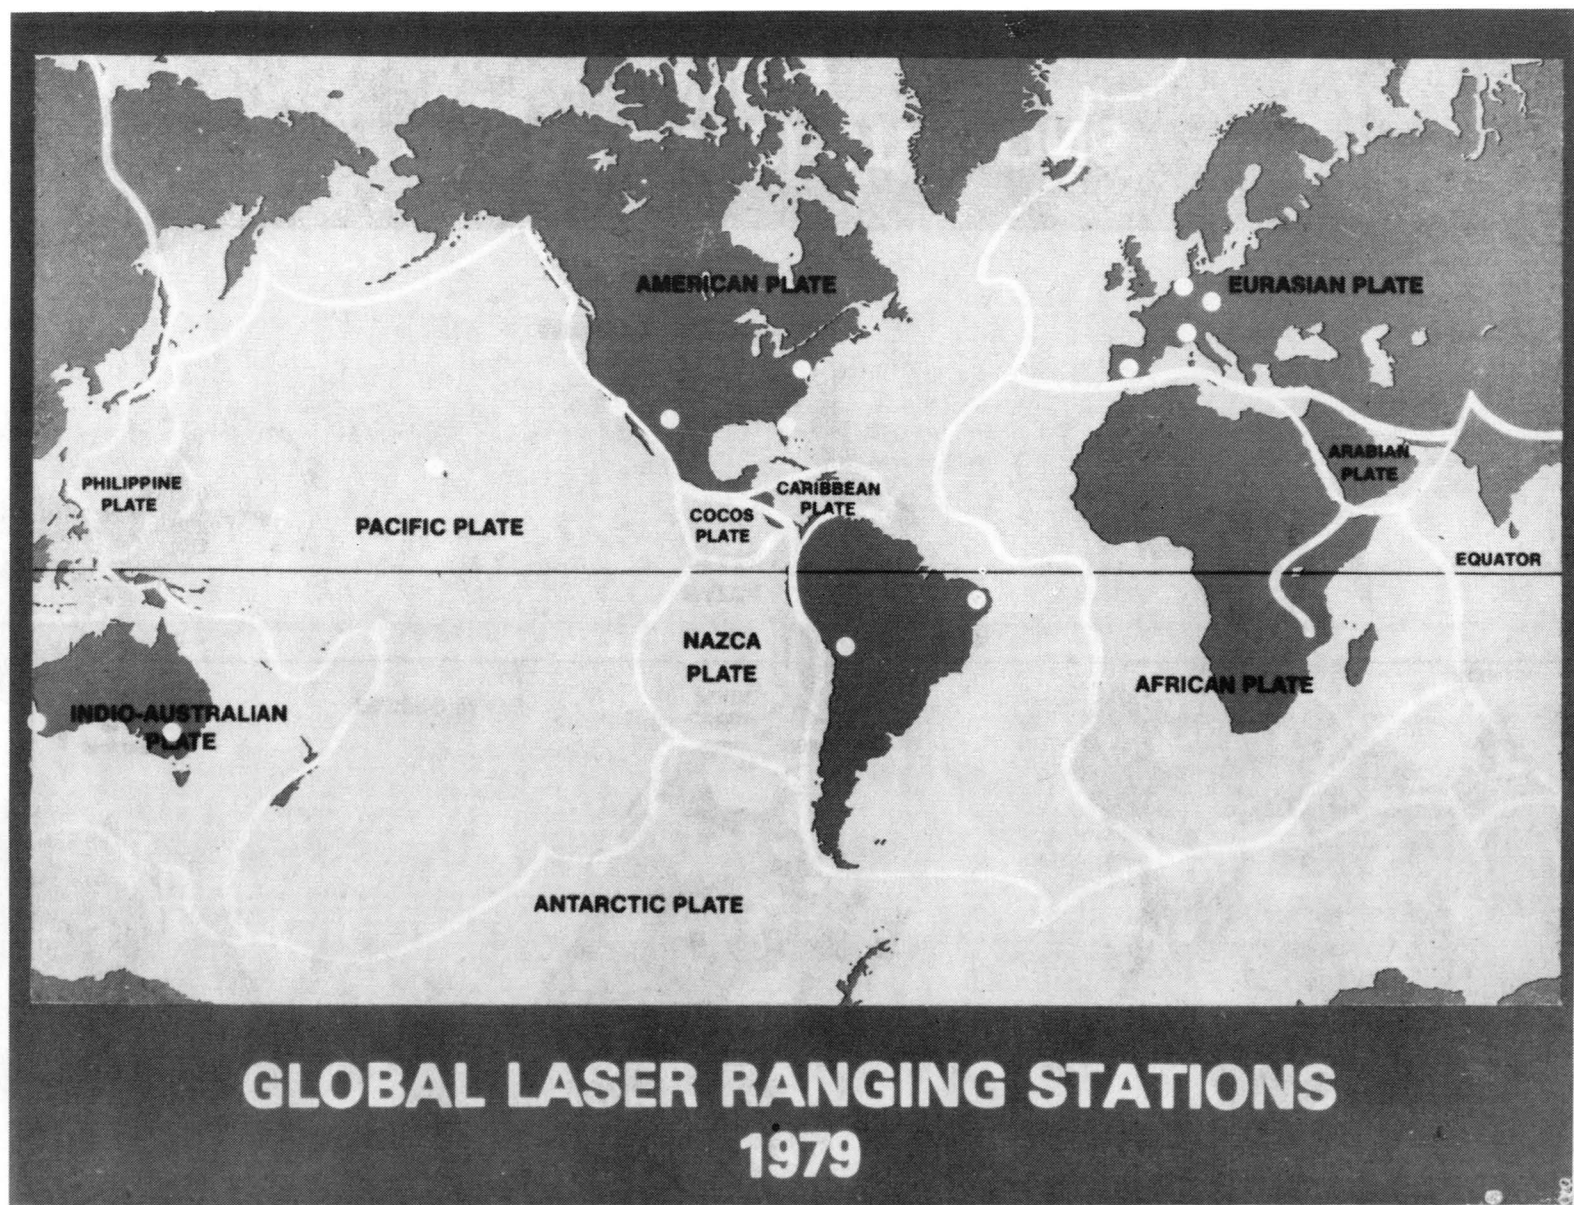 AMERICAN PLATE
EURASIAN PLATE
ARABIAN
PLATE
PHILIPPINE
PLATE
CARIBBEAN
PLATE
COCOS
PLATE
PACIFIC PLATE
EQUATOR
NAZCA
PLATE
AFRICAN PLATE
INDIO-AUSTRALIAN
PLATE
ANTARCTIC PLATE
GLOBAL LASER RANGING STATIONS
1979